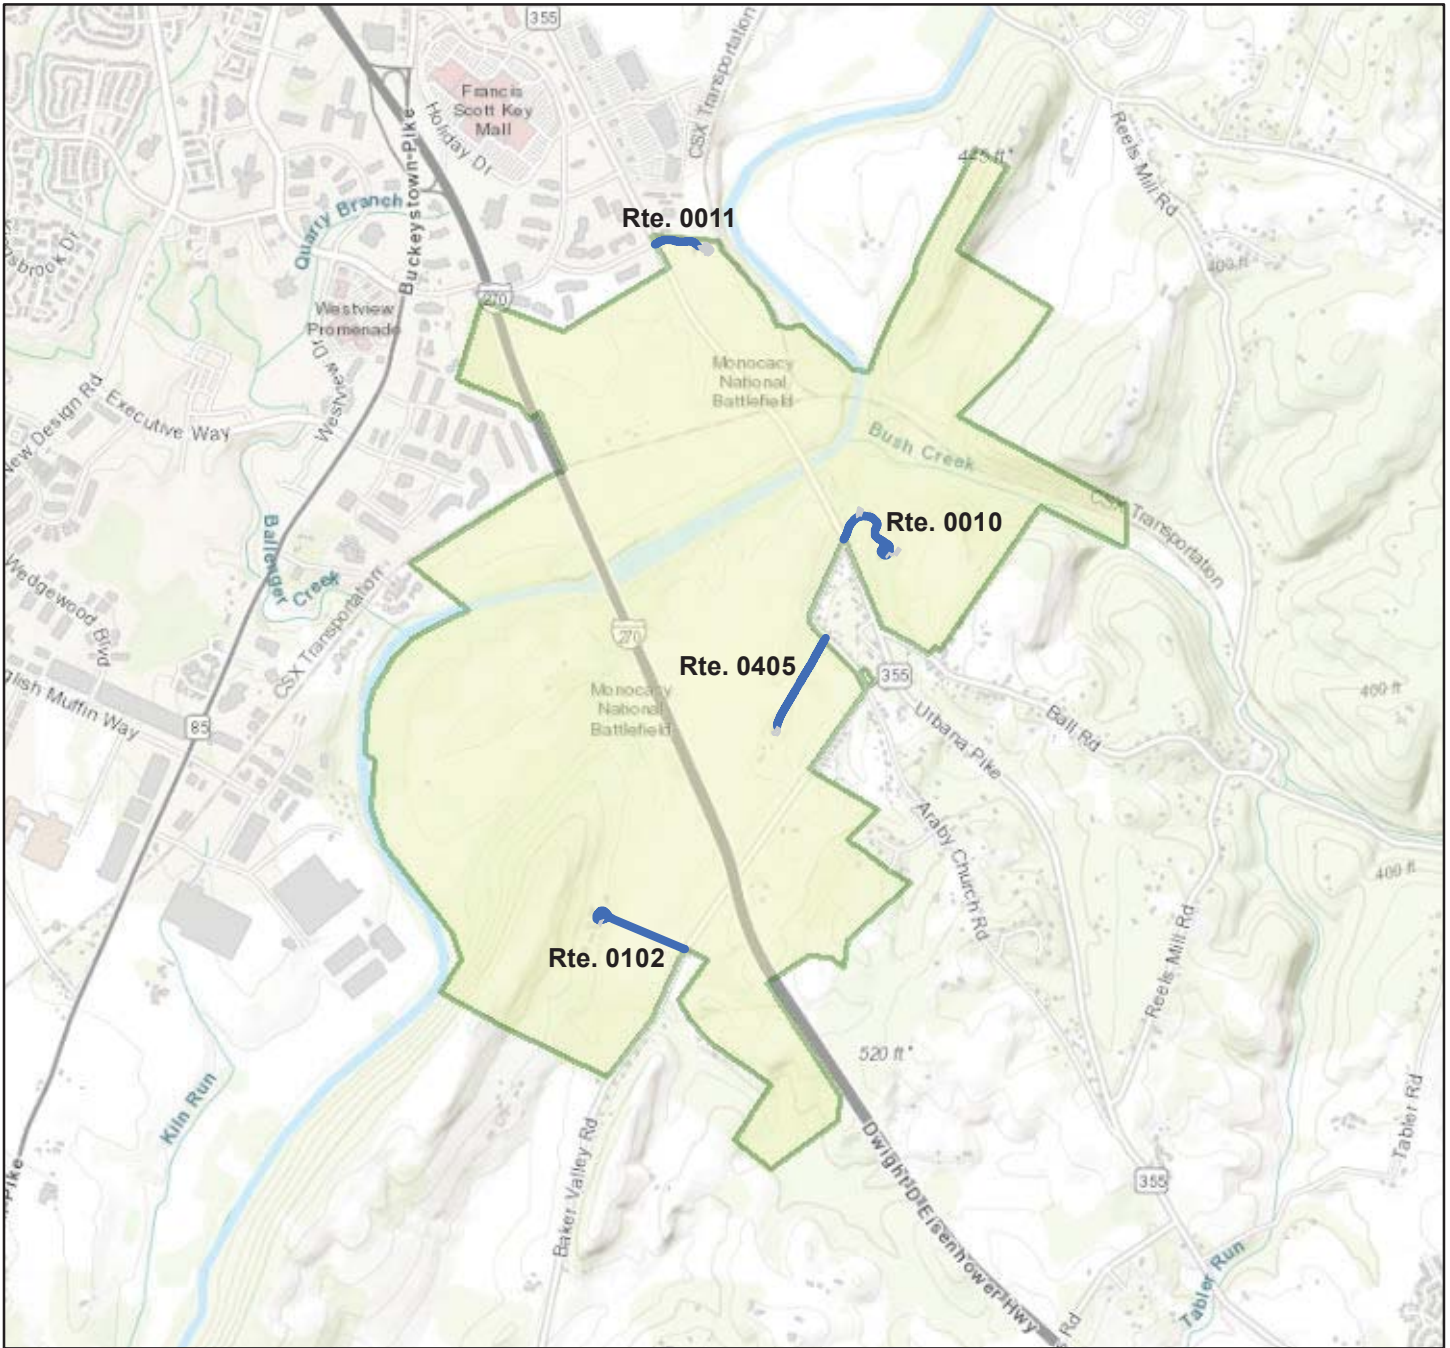 355
CSX Transportation
Francis
Scott Key
Mall
Holiday Dr
Buckeystown Pike
Reels Mill Rd
445 ft
Quarry Branch
Rte. 0011
400 ft
270
Westview
Promenade
Westview Dr
Monocacy
National
Battlefield
New Design Rd
Executive Way
Bush Creek
CSX Transportation
Rte. 0010
Ballenger
Creek
Wedgewood Blvd
CSX Transportation
270
Rte. 0405
355
Monocacy
National
Battlefield
400 ft
glish Muffin Way
85
Urbana Pike
Ball Rd
Araby Church Rd
400 ft
Rte. 0102
Reels Mill Rd
520 ft
Kiln Run
Baker Valley Rd
Tabler Rd
Pike
Dwight D Eisenhower Hwy
355
Tabler Run
Rd